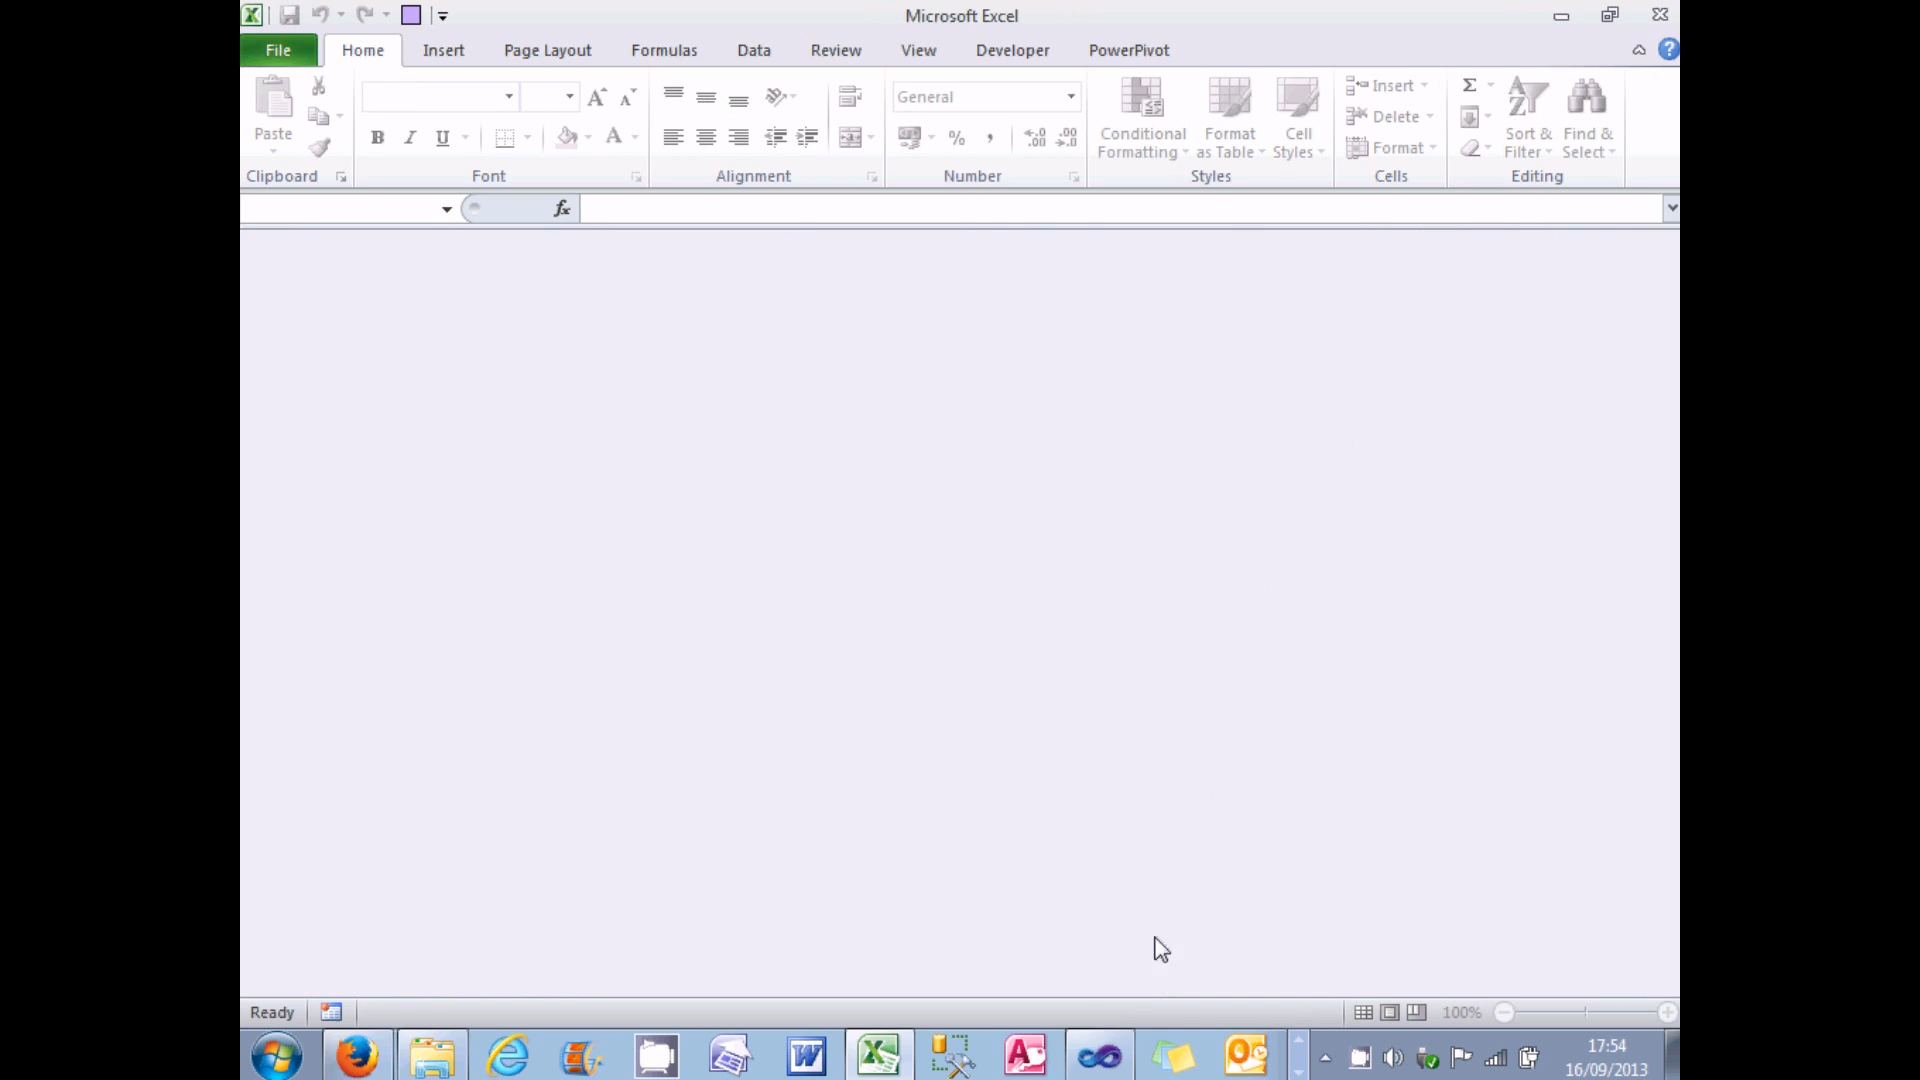 Microsoft Excel
File Home Insert Page Layout Formulas Data Review View Developer PowerPivot
Paste
B I U
General
Conditional Formatting
Format as Table
Cell Styles
Insert
Delete
Format
Sort & Filter
Find & Select
Clipboard Font Alignment Number Styles Cells Editing
fx
Ready 100%
17:54
16/09/2013